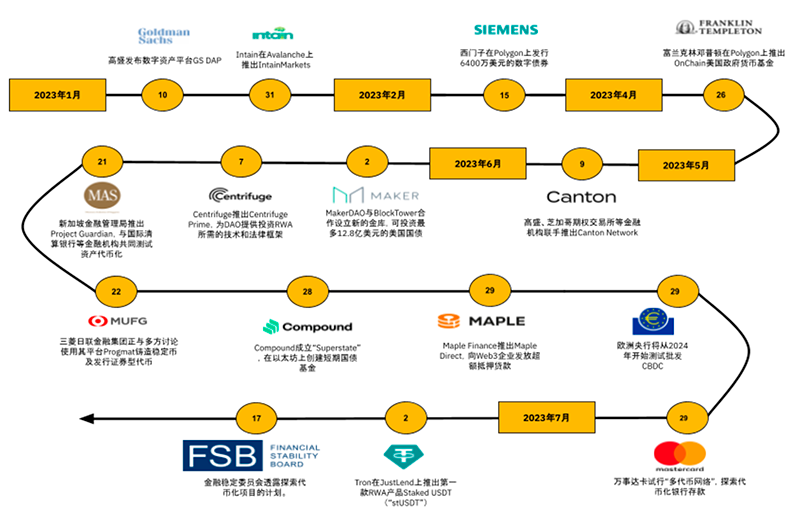 Goldman
Sachs
高盛发布数字资产平台GS DAP
intain
Intain在Avalanche上
推出IntainMarkets
SIEMENS
西门子在Polygon上发行
6400万美元的数字债券
FRANKLIN
TEMPLETON
富兰克林邓普顿在Polygon上推出
OnChain美国政府货币基金
2023年1月
10
31
2023年2月
15
2023年4月
26
2023年5月
9
2023年6月
2
7
21
Canton
高盛、芝加哥期权交易所等金融
机构联手推出Canton Network
MAKER
MakerDAO与BlockTower合
作设立新的金库, 可投资最
多12.8亿美元的美国国债
Centrifuge
Centrifuge推出Centrifuge
Prime, 为DAO提供投资RWA
所需的技术和法律框架
MAS
新加坡金融管理局推出
Project Guardian, 与国际清
算银行等金融机构共同测试
资产代币化
22
28
29
29
MUFG
三菱日联金融集团正与多方讨论
使用其平台Progmat铸造稳定币
及发行证券型代币
Compound
Compound成立“Superstate”
, 在以太坊上创建短期国债
基金
MAPLE
Maple Finance推出Maple
Direct, 向Web3企业发放超
额抵押贷款
欧洲央行将从2024
年开始测试批发
CBDC
29
2023年7月
2
17
mastercard
万事达卡试行“多代币网络”, 探索代
币化银行存款
Tron在JustLend上推出第一
款RWA产品Staked USDT
(“stUSDT”)
FSB
FINANCIAL
STABILITY
BOARD
金融稳定委员会透露探索代
币化项目的计划。